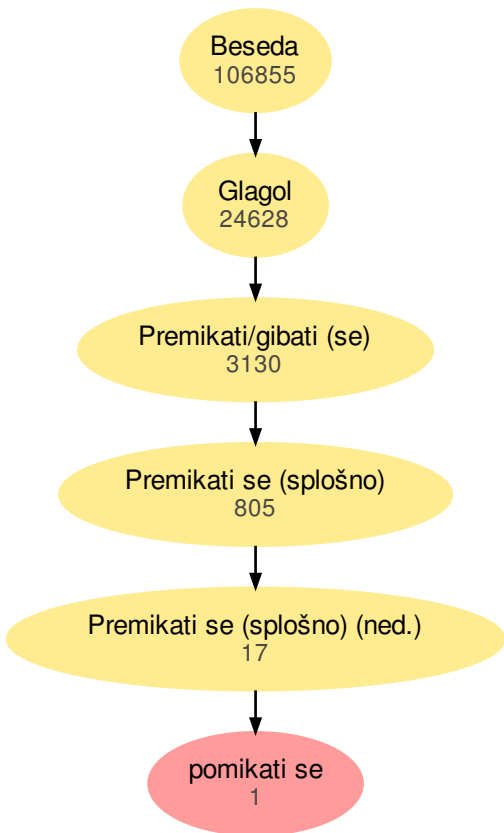 Beseda
106855
Glagol
24628
Premikati/gibati (se)
3130
Premikati se (splošno)
805
Premikati se (splošno) (ned.)
17
pomikati se
1